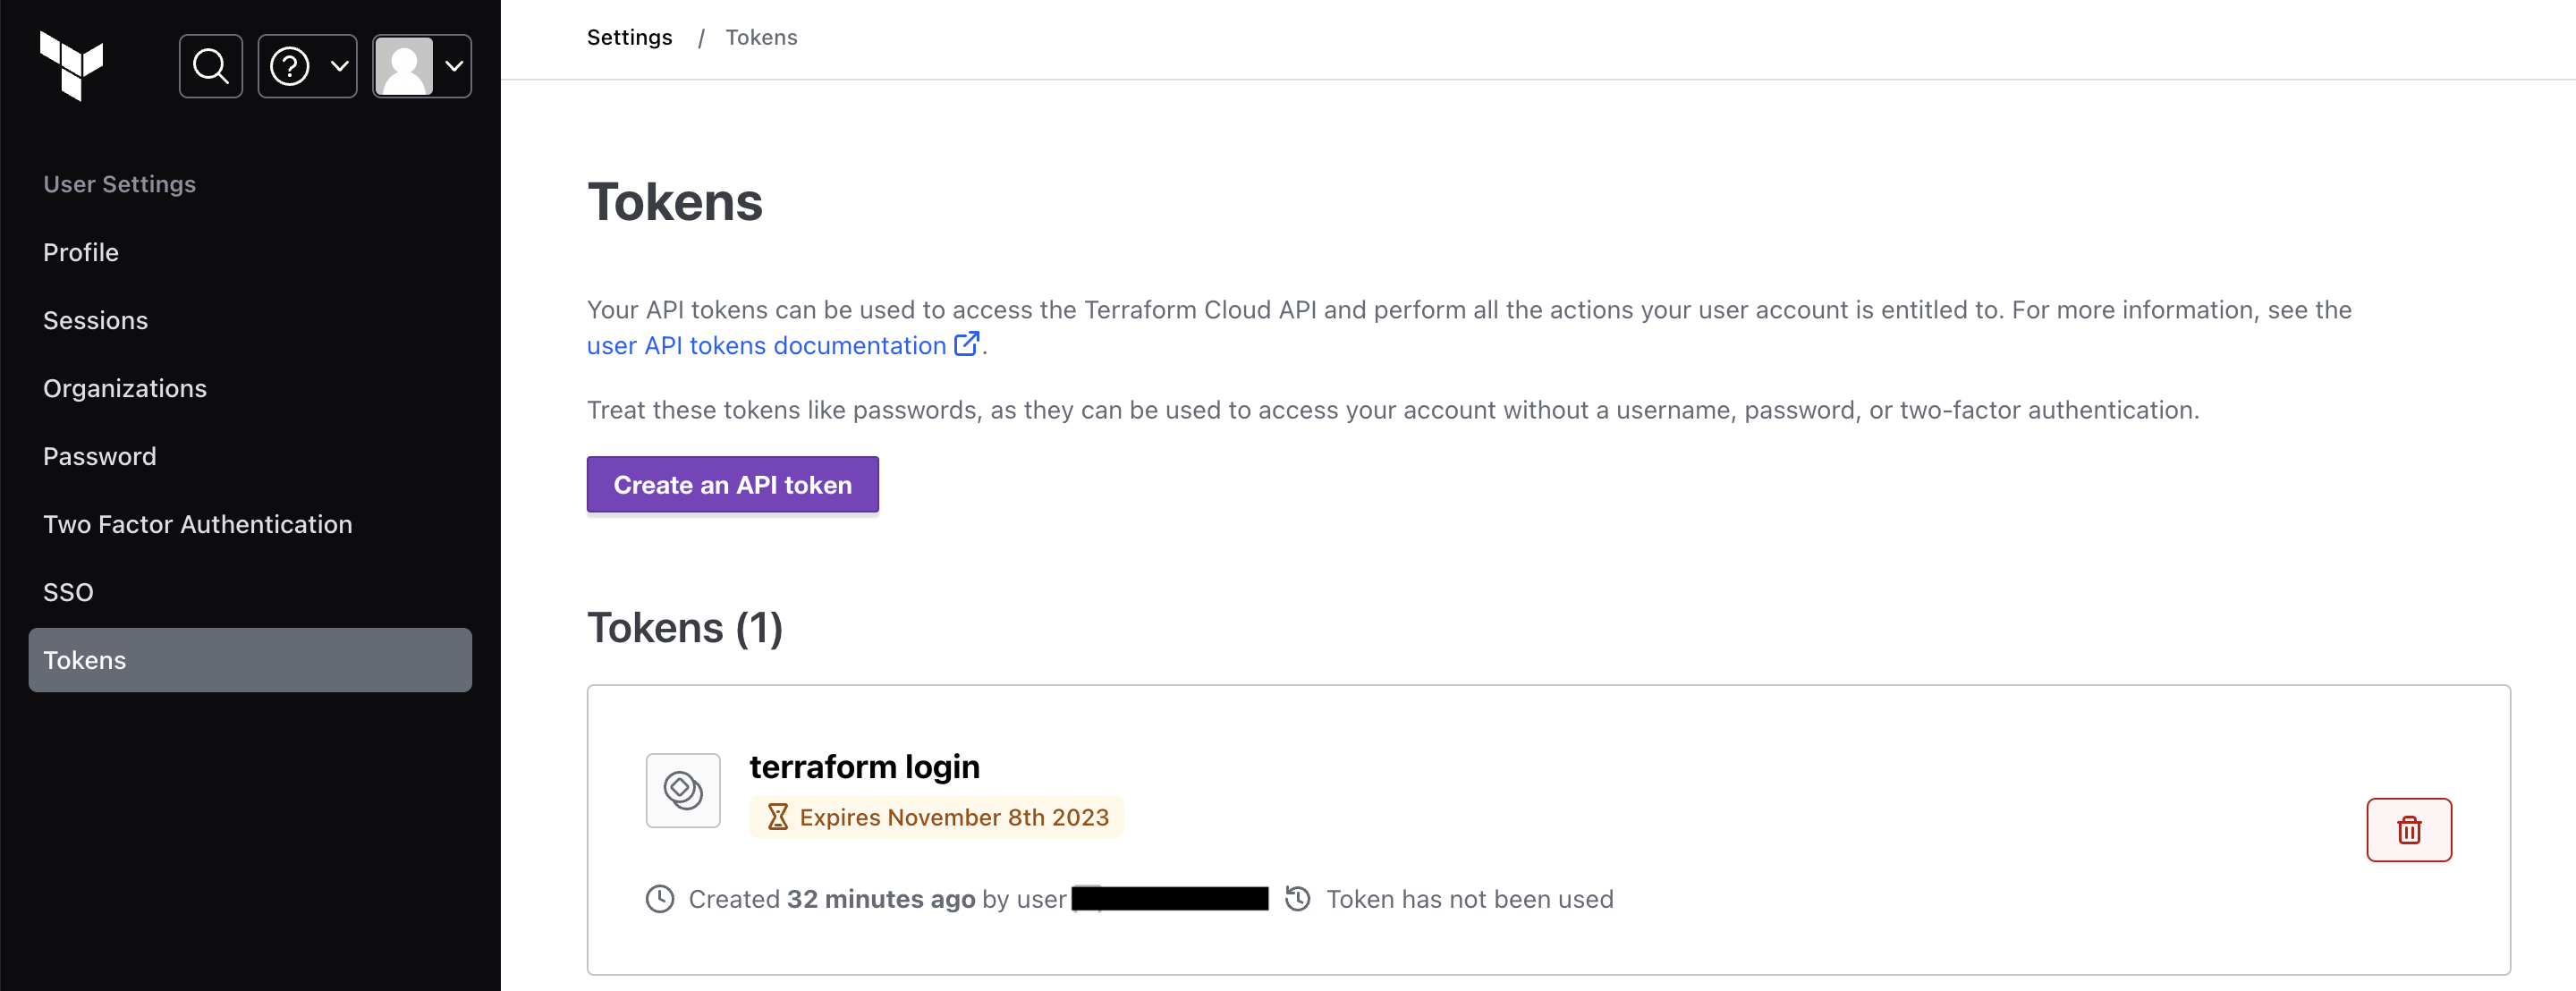 Settings / Tokens
User Settings
Profile
Sessions
Organizations
Password
Two Factor Authentication
SSO
Tokens
Tokens
Your API tokens can be used to access the Terraform Cloud API and perform all the actions your user account is entitled to. For more information, see the
user API tokens documentation.
Treat these tokens like passwords, as they can be used to access your account without a username, password, or two-factor authentication.
Create an API token
Tokens (1)
terraform login
Expires November 8th 2023
Created 32 minutes ago by user Token has not been used